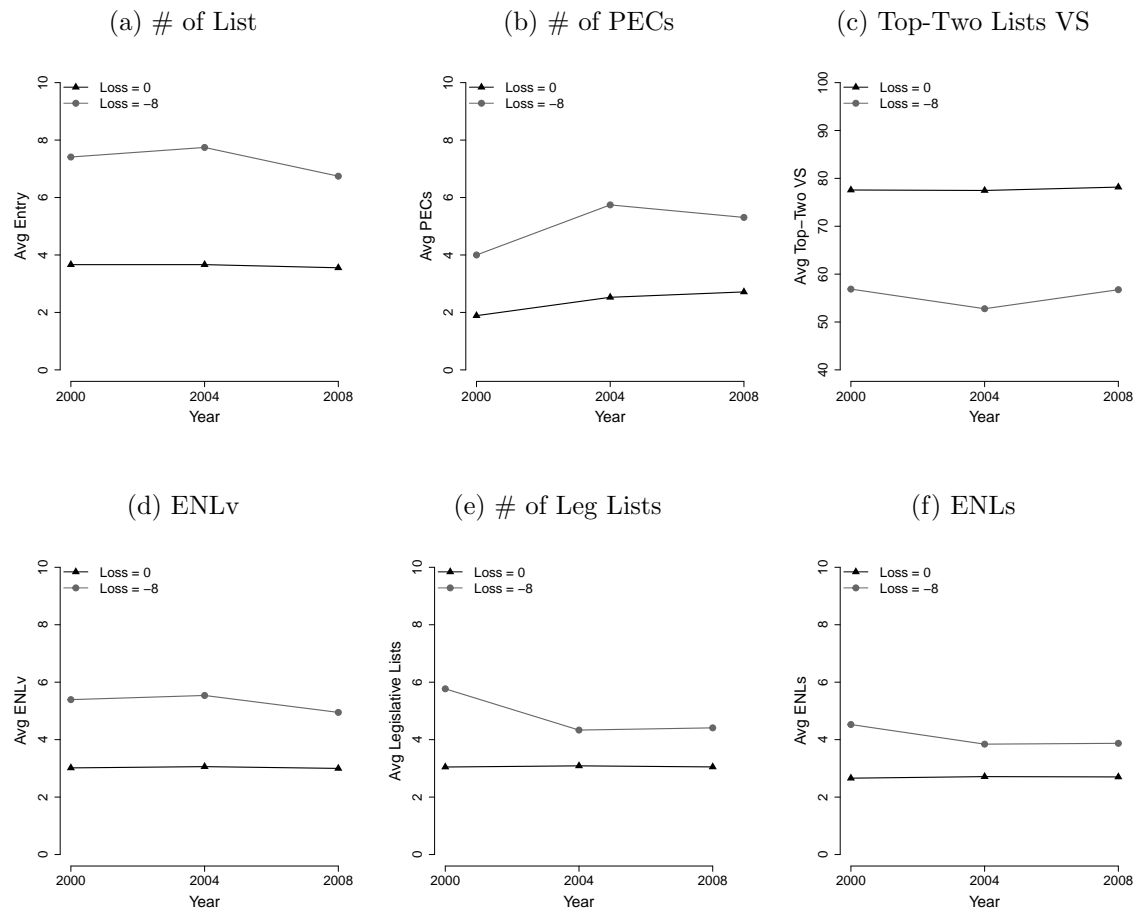 (a) # of List
10
8
6
4
2
0
Avg Entry
Loss = 0
Loss = −8
2000
2004
2008
Year
(b) # of PECs
10
8
6
4
2
0
Avg PECs
Loss = 0
Loss = −8
2000
2004
2008
Year
(c) Top-Two Lists VS
100
90
80
70
60
50
40
Avg Top−Two VS
Loss = 0
Loss = −8
2000
2004
2008
Year
(d) ENLv
10
8
6
4
2
0
Avg ENLv
Loss = 0
Loss = −8
2000
2004
2008
Year
(e) # of Leg Lists
10
8
6
4
2
0
Avg Legislative Lists
Loss = 0
Loss = −8
2000
2004
2008
Year
(f) ENLs
10
8
6
4
2
0
Avg ENLs
Loss = 0
Loss = −8
2000
2004
2008
Year